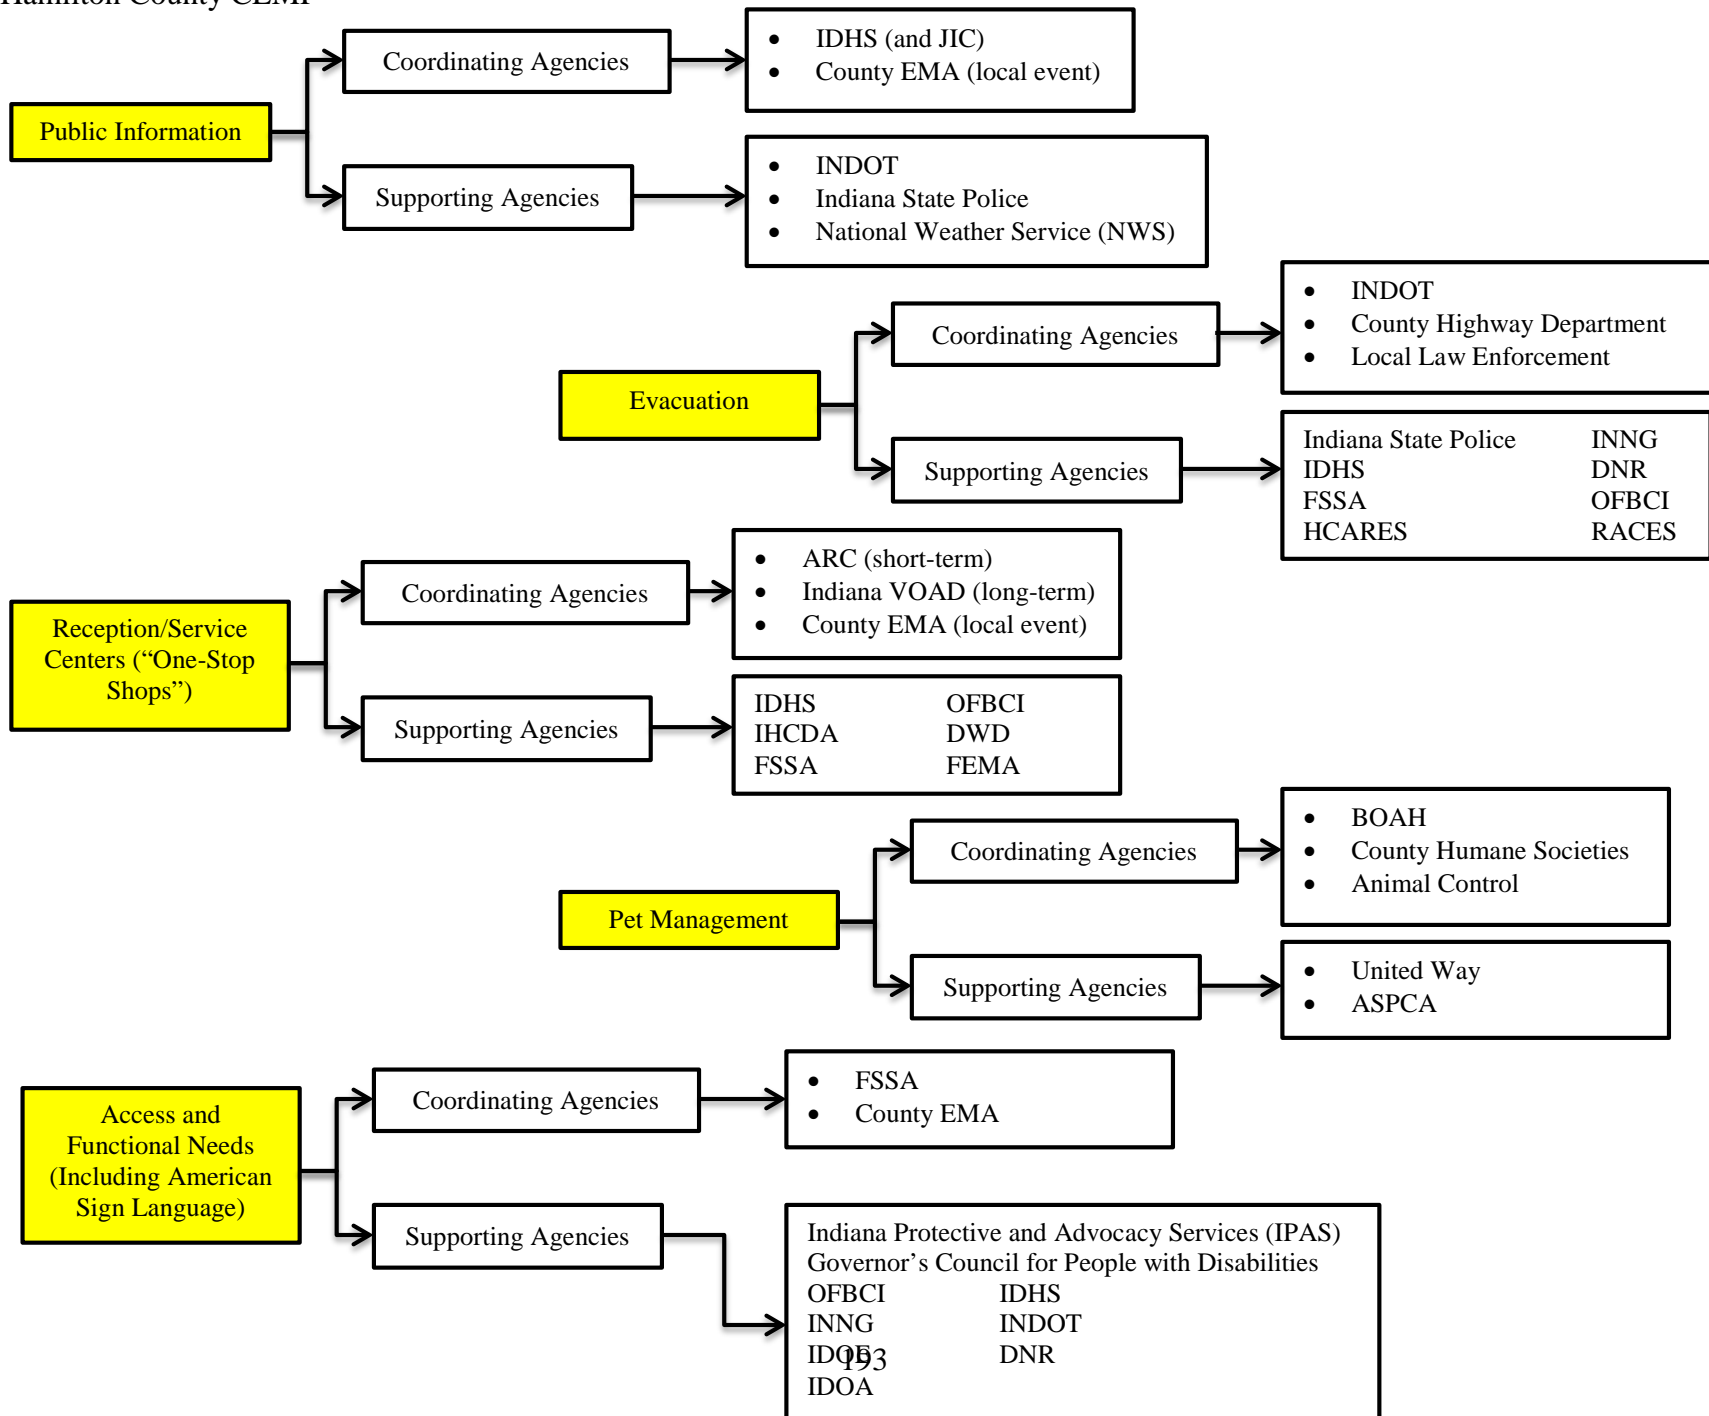 Hamilton County CEMP
Public Information
Coordinating Agencies
• IDHS (and JIC)
• County EMA (local event)
Supporting Agencies
• INDOT
• Indiana State Police
• National Weather Service (NWS)
Evacuation
Coordinating Agencies
• INDOT
• County Highway Department
• Local Law Enforcement
Supporting Agencies
Indiana State Police INNG
IDHS DNR
FSSA OFBCI
HCARES RACES
Reception/Service
Centers (“One-Stop
Shops”)
Coordinating Agencies
• ARC (short-term)
• Indiana VOAD (long-term)
• County EMA (local event)
Supporting Agencies
IDHS OFBCI
IHCDA DWD
FSSA FEMA
Pet Management
Coordinating Agencies
• BOAH
• County Humane Societies
• Animal Control
Supporting Agencies
• United Way
• ASPCA
Access and
Functional Needs
(Including American
Sign Language)
Coordinating Agencies
• FSSA
• County EMA
Supporting Agencies
Indiana Protective and Advocacy Services (IPAS)
Governor’s Council for People with Disabilities
OFBCI IDHS
INNG INDOT
DNR
IDOA
193